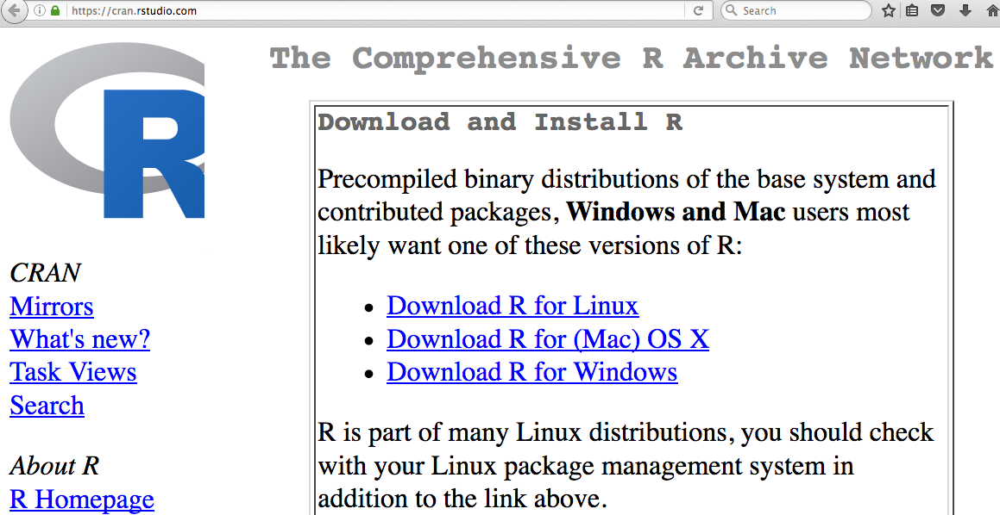 https://cran.rstudio.com
Search
The Comprehensive R Archive Network
R
CRAN
Mirrors
What's new?
Task Views
Search
About R
R Homepage
Download and Install R
Precompiled binary distributions of the base system and
contributed packages, Windows and Mac users most
likely want one of these versions of R:
• Download R for Linux
• Download R for (Mac) OS X
• Download R for Windows
R is part of many Linux distributions, you should check
with your Linux package management system in
addition to the link above.